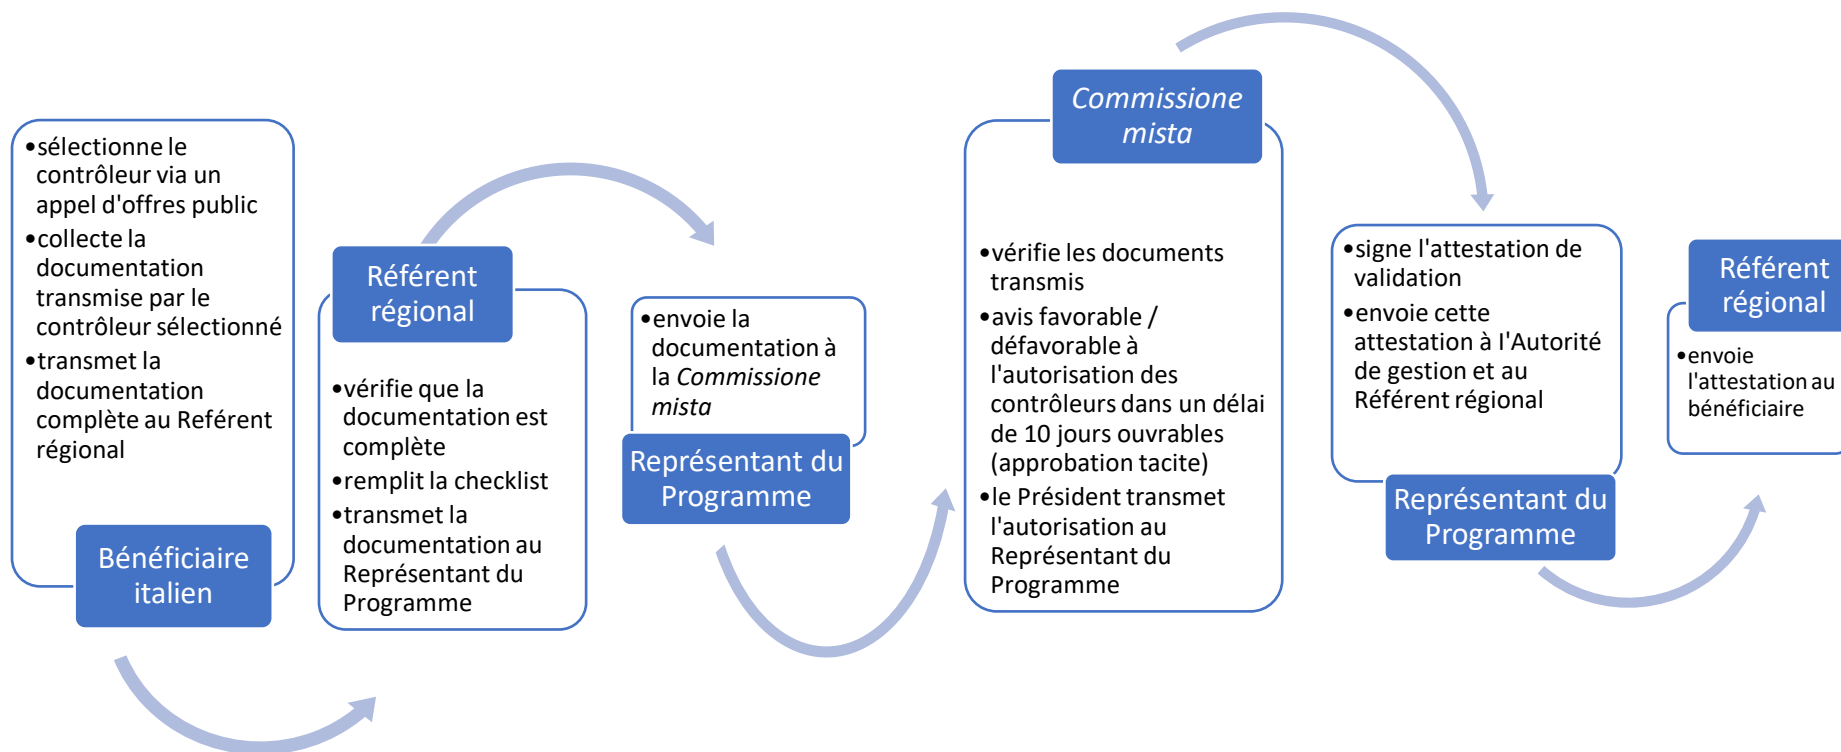 •sélectionne le
contrôleur via un
appel d'offres public
•collecte la
documentation
transmise par le
contrôleur sélectionné
•transmet la
documentation
complète au Reférent
régional
Bénéficiaire
italien
Référent
régional
•vérifie que la
documentation est
complète
•remplit la checklist
•transmet la
documentation au
Représentant du
Programme
•envoie la
documentation à
la Commissione
mista
Représentant du
Programme
Commissione
mista
•vérifie les documents
transmis
•avis favorable /
défavorable à
l'autorisation des
contrôleurs dans un délai
de 10 jours ouvrables
(approbation tacite)
•le Président transmet
l'autorisation au
Représentant du
Programme
•signe l'attestation de
validation
•envoie cette
attestation à l'Autorité
de gestion et au
Référent régional
Représentant du
Programme
Référent
régional
•envoie
l'attestation au
bénéficiaire